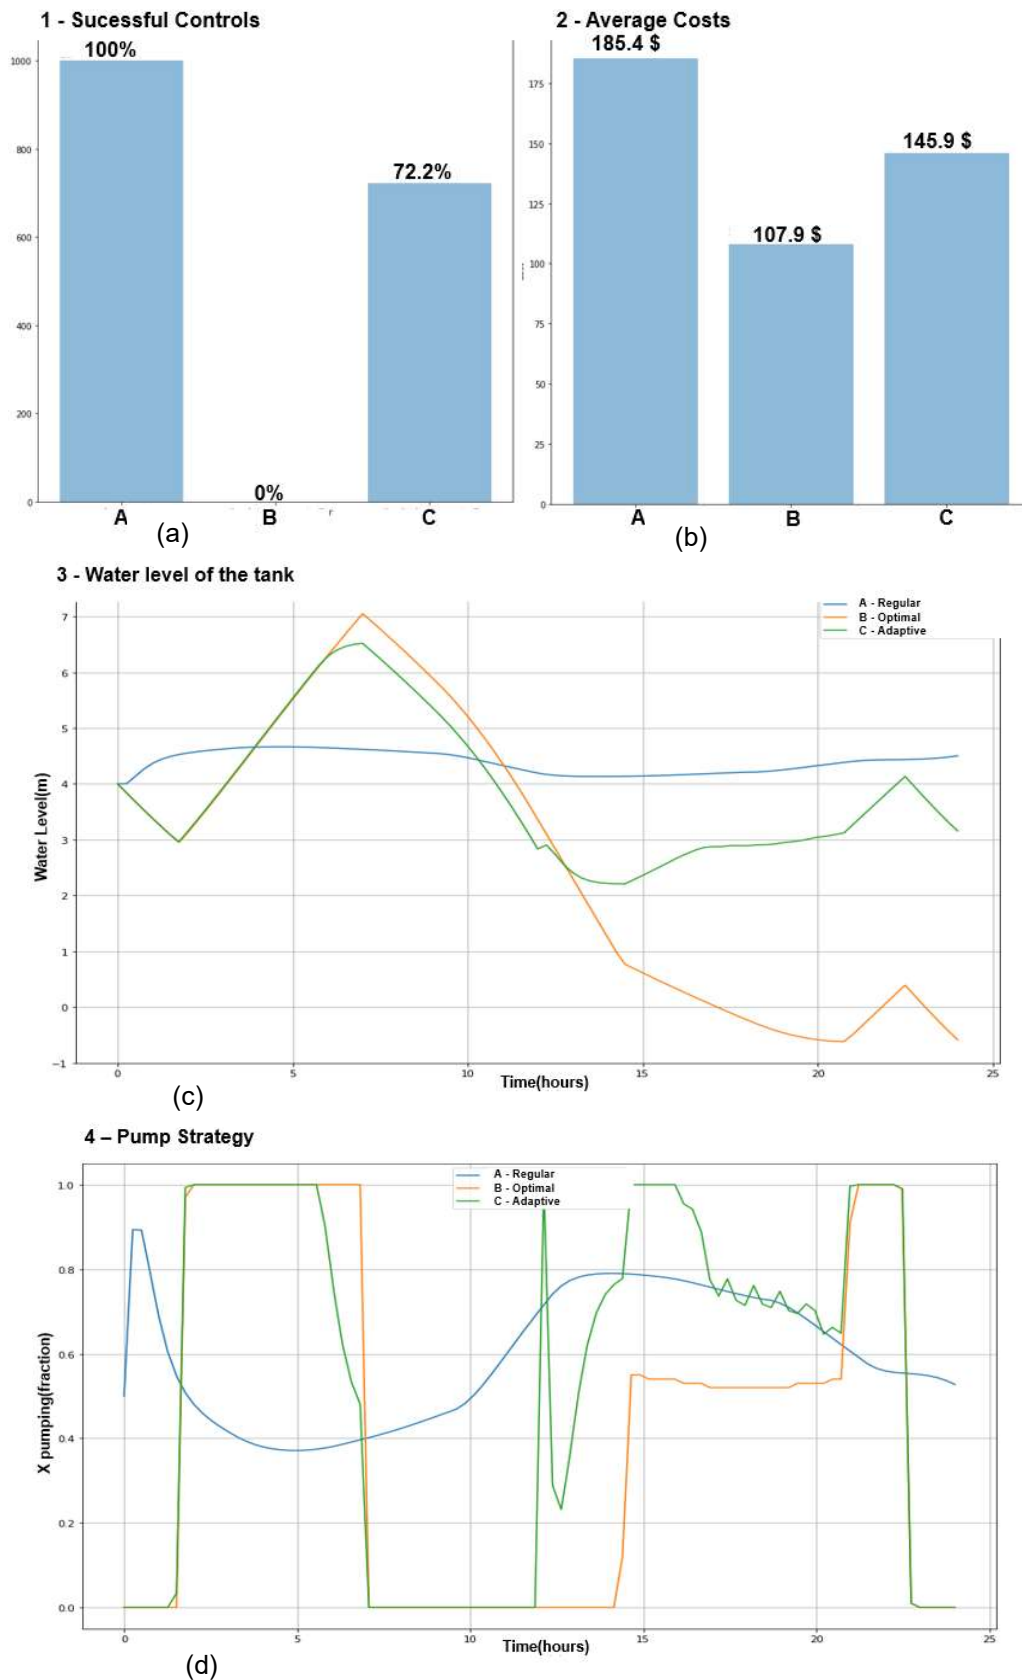 1 - Sucessful Controls
100%
72.2%
0%
1000
800
600
400
200
0
A B C
(a)
2 - Average Costs
185.4 $
145.9 $
107.9 $
175
150
125
100
75
50
25
0
A B C
(b)
3 - Water level of the tank
A - Regular
B - Optimal
C - Adaptive
Water Level(m)
7
6
5
4
3
2
1
0
−1
0 5 10 15 20 25
Time(hours)
(c)
4 – Pump Strategy
A - Regular
B - Optimal
C - Adaptive
X pumping(fraction)
1.0
0.8
0.6
0.4
0.2
0.0
0 5 10 15 20 25
Time(hours)
(d)